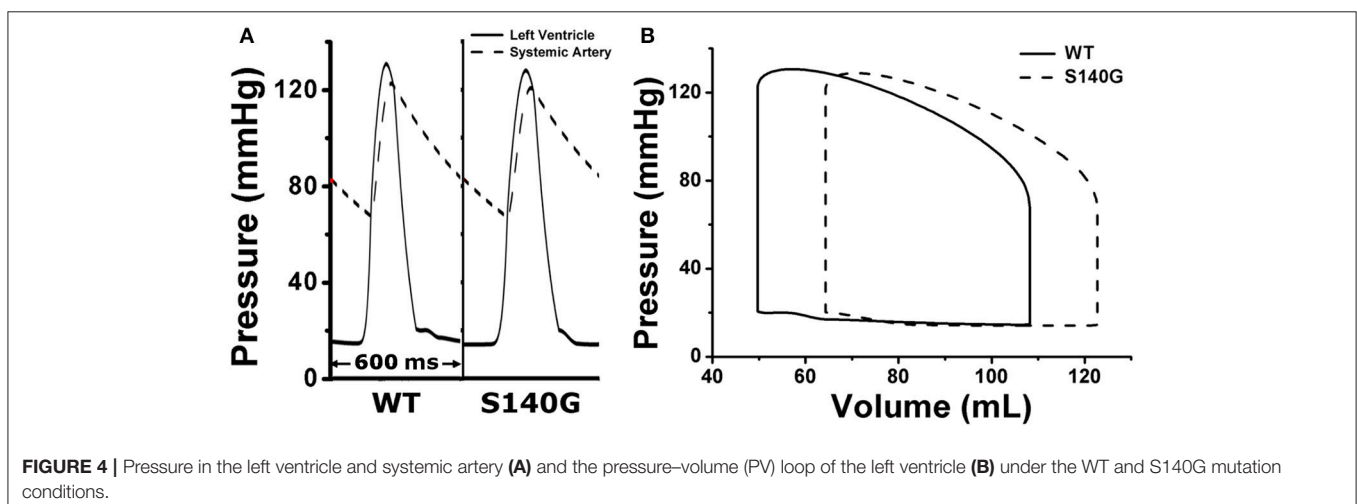 A
Left Ventricle
Systemic Artery
Pressure (mmHg)
120
80
40
0
600 ms
WT
S140G
B
WT
S140G
Pressure (mmHg)
120
80
40
0
40
60
80
100
120
Volume (mL)
FIGURE 4 | Pressure in the left ventricle and systemic artery (A) and the pressure–volume (PV) loop of the left ventricle (B) under the WT and S140G mutation
conditions.